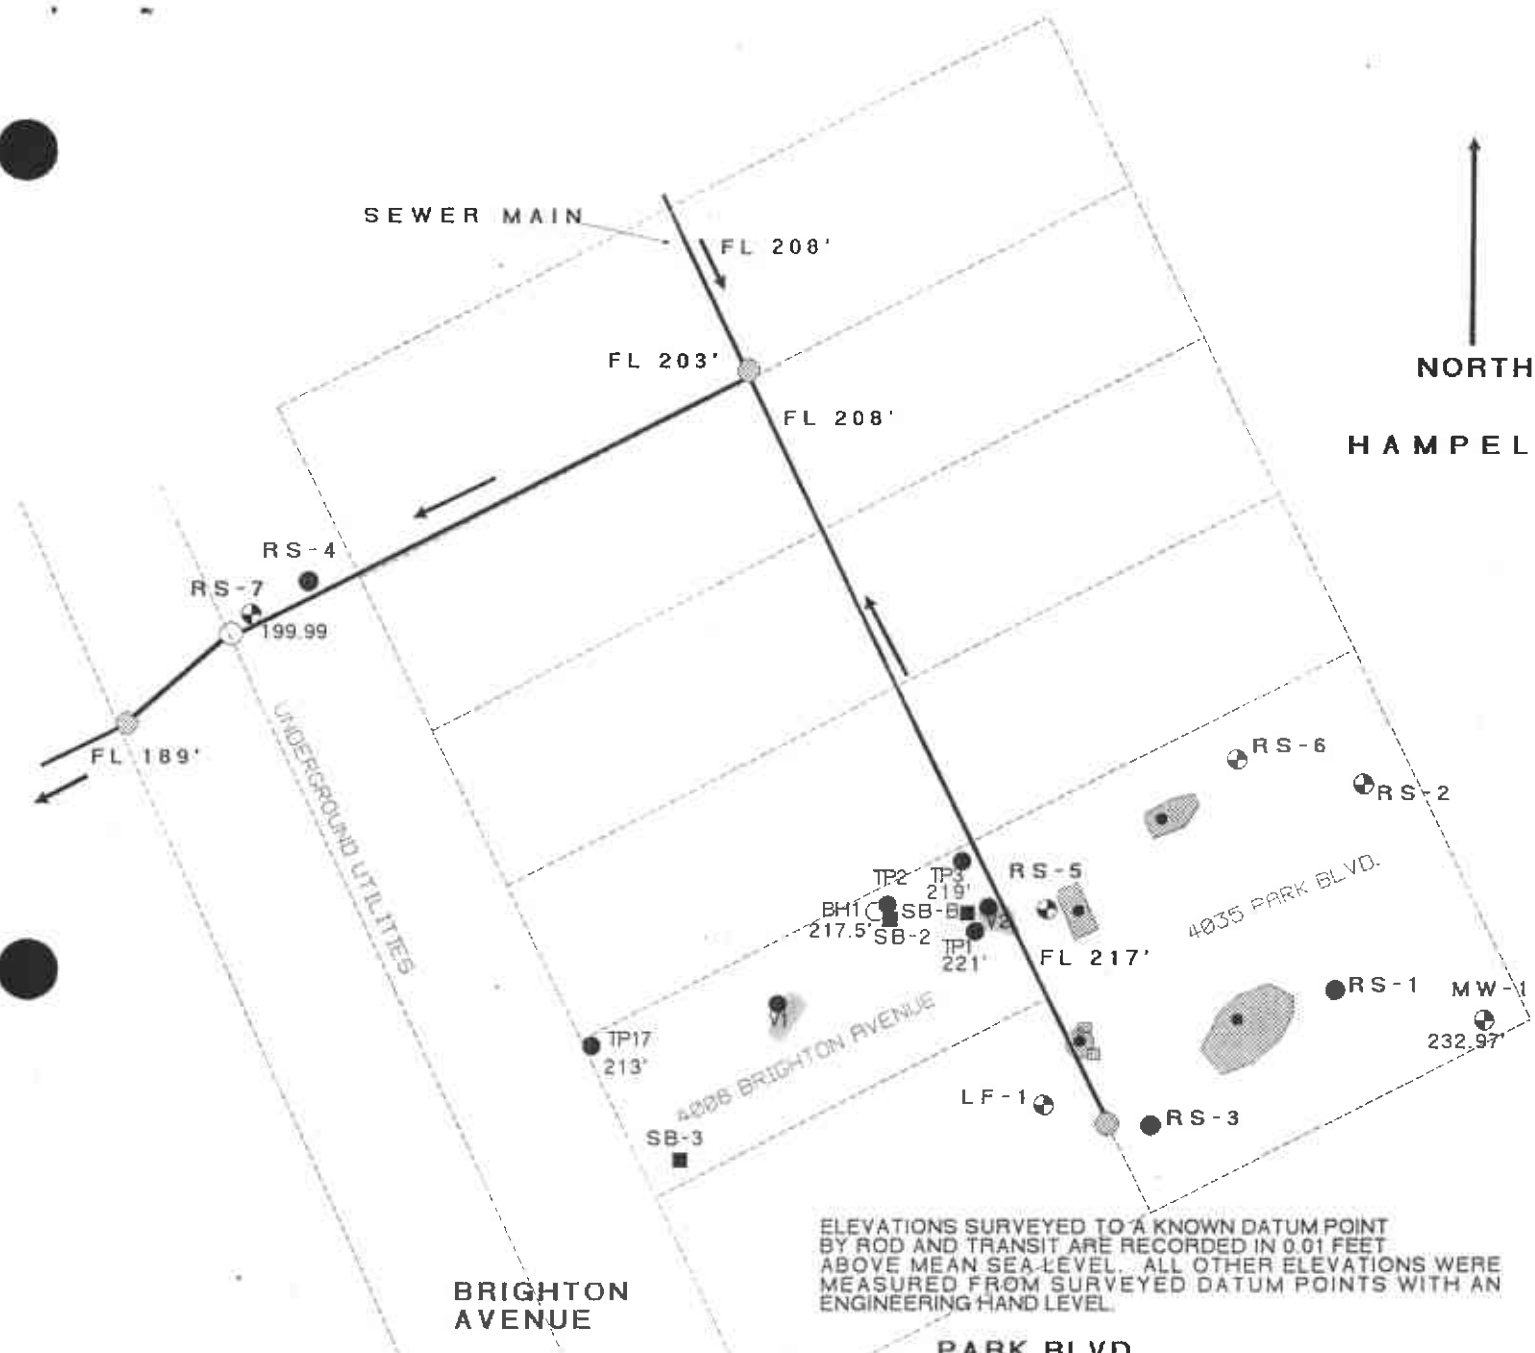 SEWER MAIN
FL 208'
FL 203'
FL 208'
NORTH
HAMPEL
RS-4
RS-7
199.99
FL 189'
UNDERGROUND UTILITIES
RS-6
RS-2
4035 PARK BLVD.
RS-5
TP2
TP3
219'
BH1
217.5'
SB-2
V2
TP1
221'
FL 217'
RS-1
MW-1
232.97'
V1
TP17
213'
4006 BRIGHTON AVENUE
LF-1
RS-3
SB-3
ELEVATIONS SURVEYED TO A KNOWN DATUM POINT
BY ROD AND TRANSIT ARE RECORDED IN 0.01 FEET
ABOVE MEAN SEA-LEVEL. ALL OTHER ELEVATIONS WERE
MEASURED FROM SURVEYED DATUM POINTS WITH AN
ENGINEERING HAND LEVEL.
BRIGHTON
AVENUE
PARK BLVD